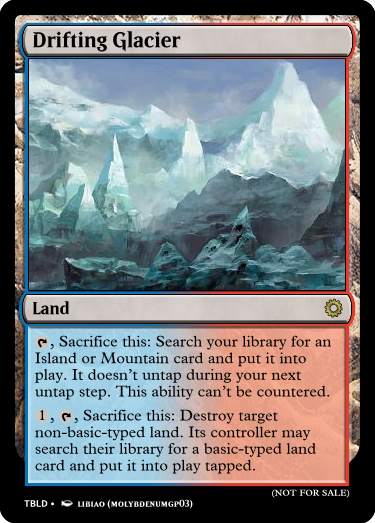 Drifting Glacier
Land
, Sacrifice this: Search your library for an
Island or Mountain card and put it into
play. It doesn't untap during your next
untap step. This ability can't be countered.
1 , , Sacrifice this: Destroy target
non-basic-typed land. Its controller may
search their library for a basic-typed land
card and put it into play tapped.
(NOT FOR SALE)
TBLD • LIBIAO (MOLYBDENUMGP03)